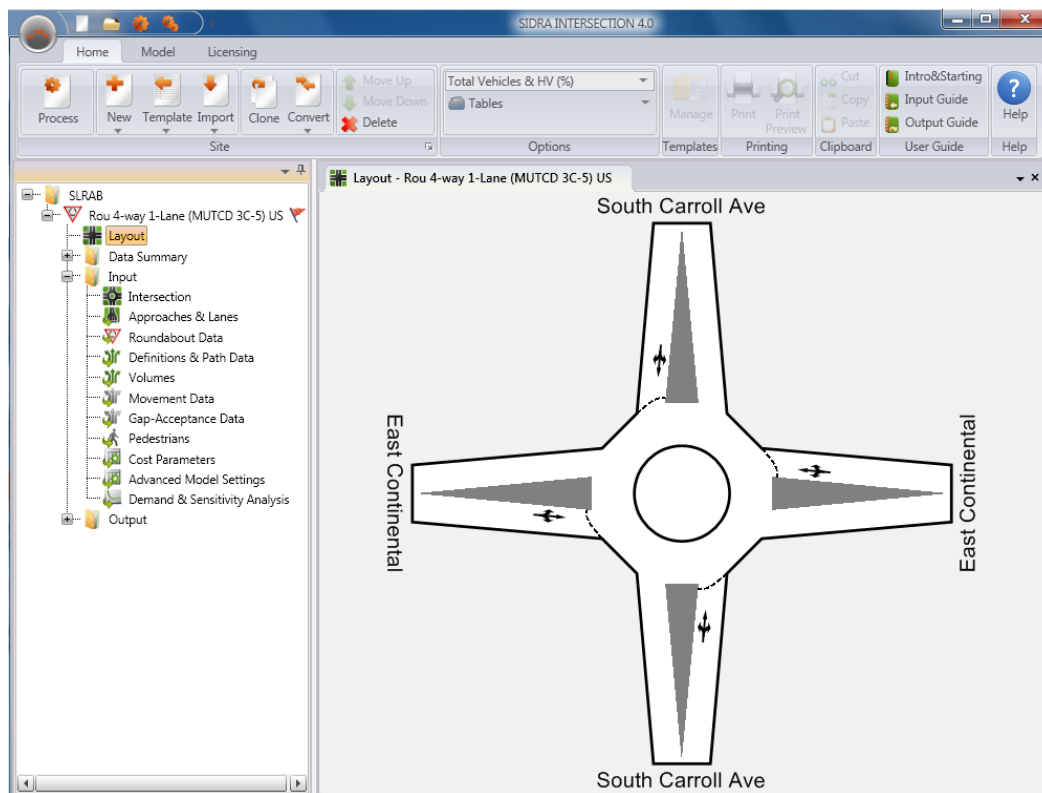 SIDRA INTERSECTION 4.0
Home Model Licensing
Process
New
Template
Import
Clone
Convert
Move Up
Move Down
Delete
Site
Total Vehicles & HV (%)
Tables
Options
Manage
Templates
Print
Print
Preview
Printing
Cut
Copy
Paste
Clipboard
Intro&Starting
Input Guide
Output Guide
User Guide
?
Help
Help
SLRAB
Rou 4-way 1-Lane (MUTCD 3C-5) US
Layout
Data Summary
Input
Intersection
Approaches & Lanes
Roundabout Data
Definitions & Path Data
Volumes
Movement Data
Gap-Acceptance Data
Pedestrians
Cost Parameters
Advanced Model Settings
Demand & Sensitivity Analysis
Output
Layout - Rou 4-way 1-Lane (MUTCD 3C-5) US
South Carroll Ave
East Continental
East Continental
South Carroll Ave